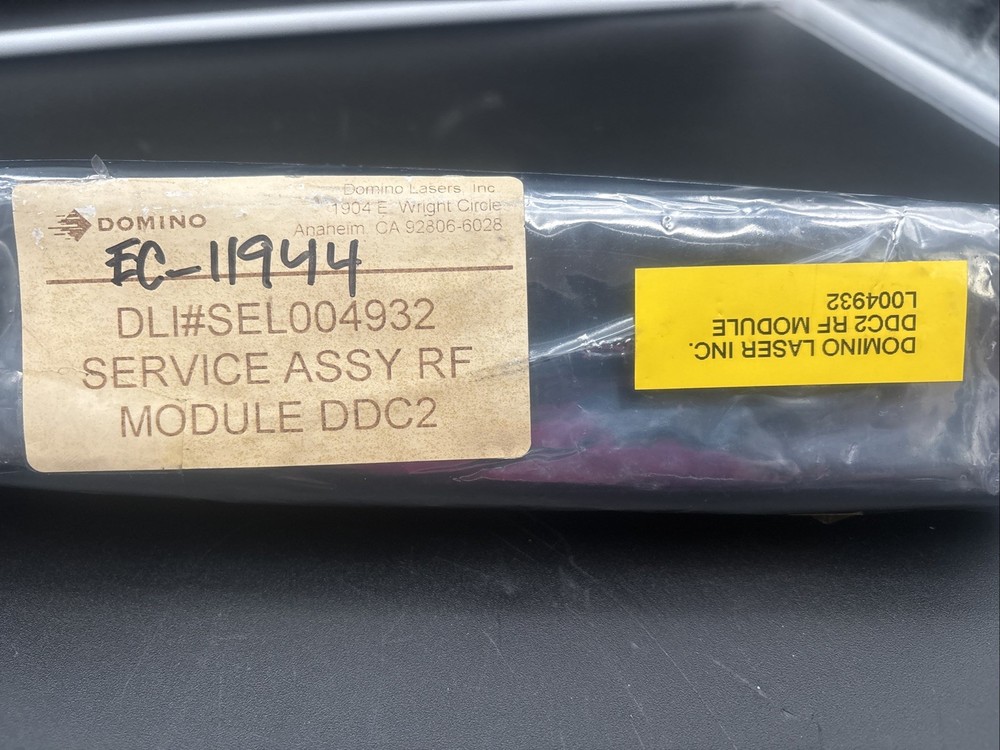 DOMINO
Domino Lasers, Inc
1904 E. Wright Circle
Anaheim, CA 92806-6028
EC-11944
DLI#SEL004932
SERVICE ASSY RF
MODULE DDC2
DOMINO LASER INC.
DDC2 RF MODULE
L004932